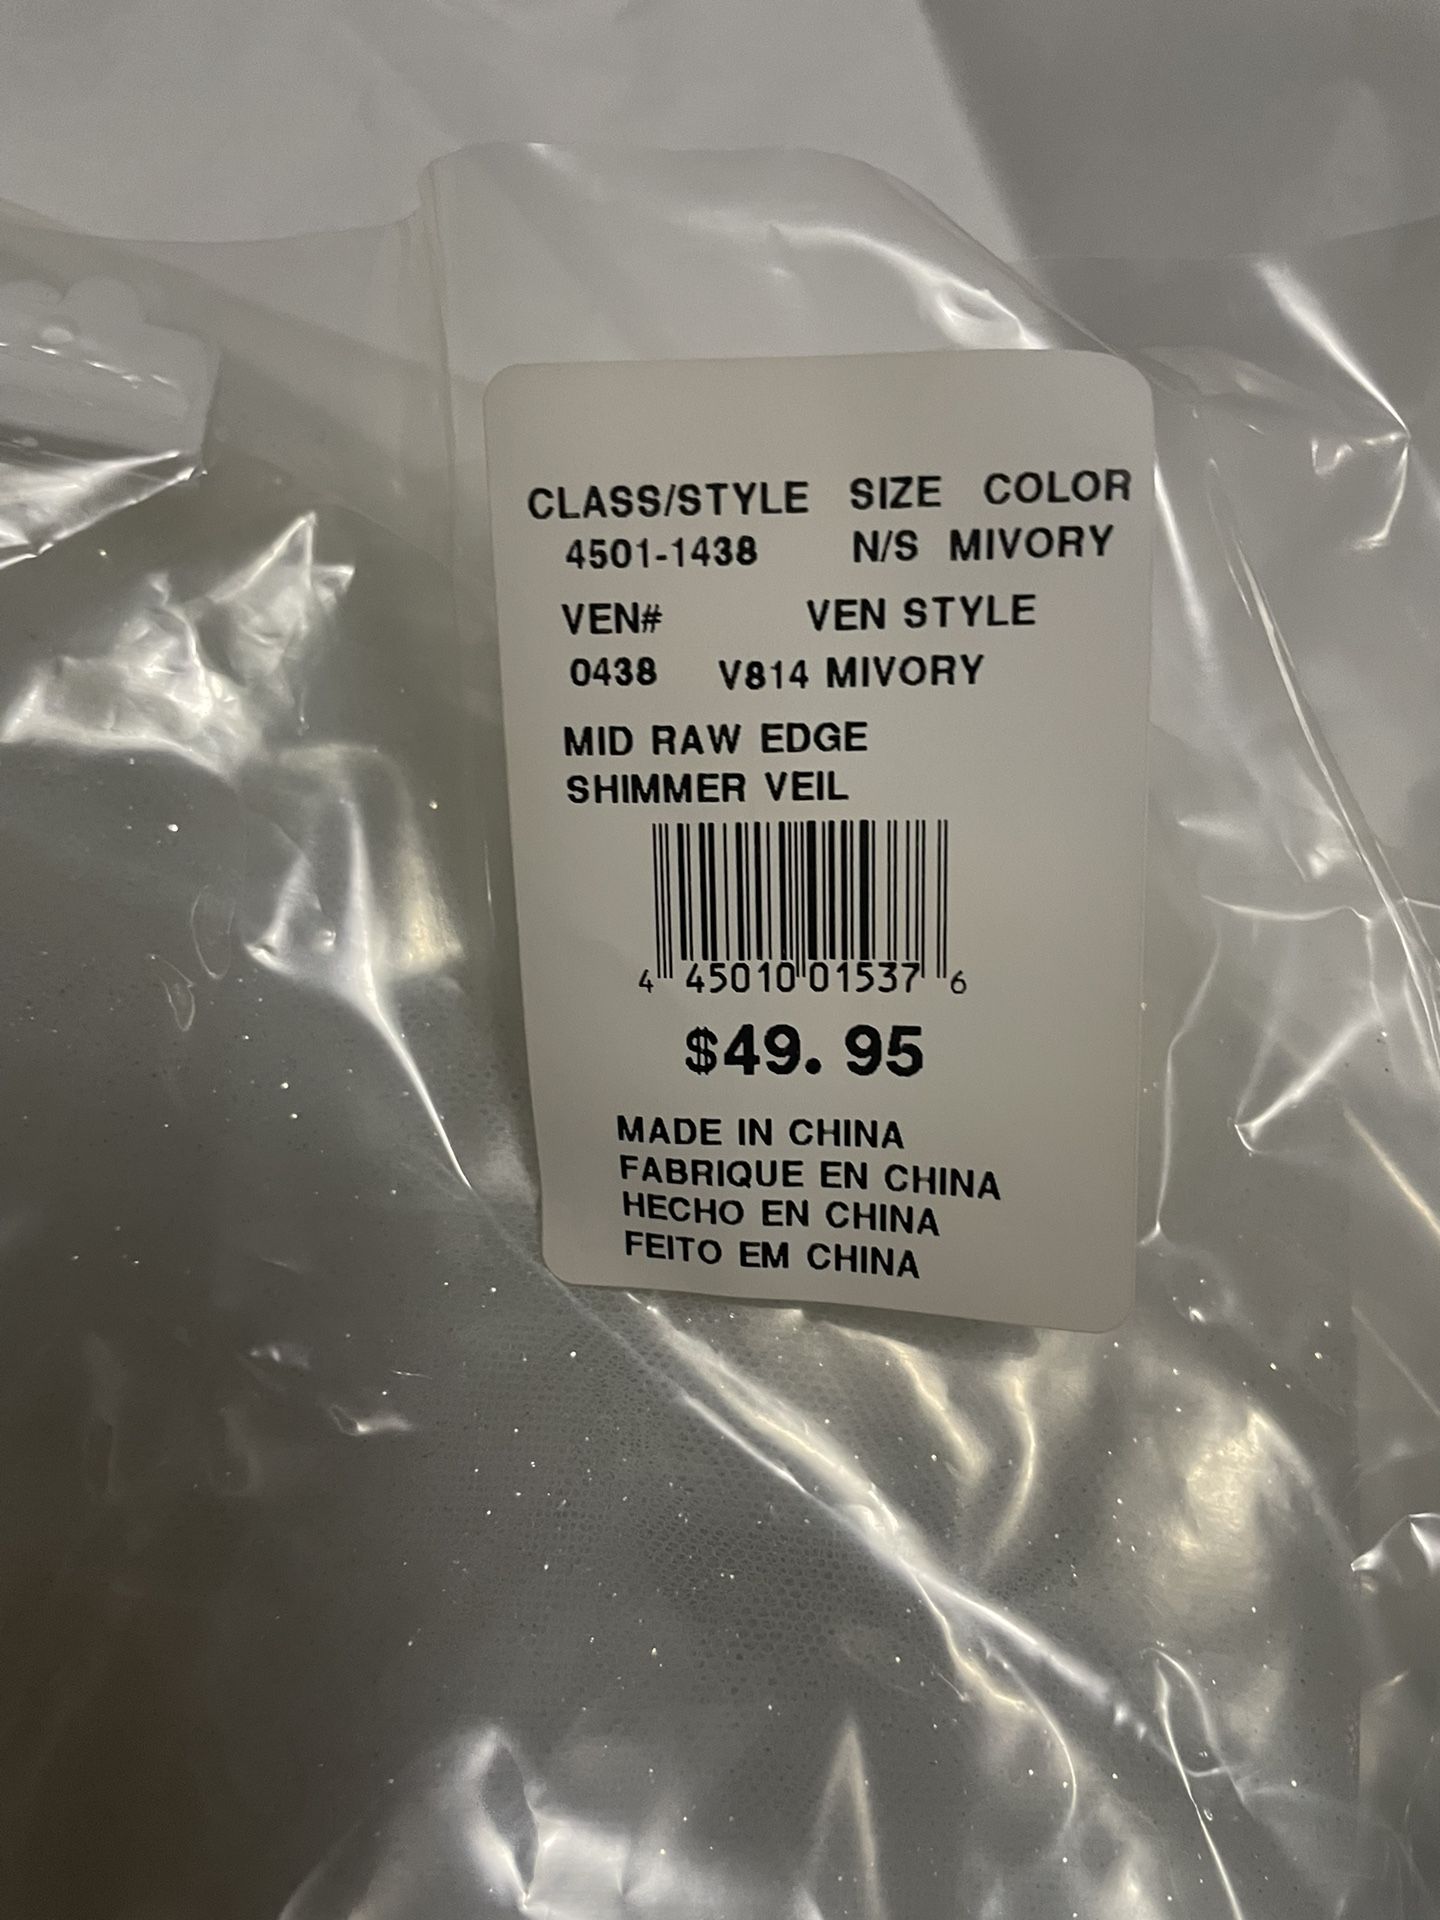 CLASS/STYLE SIZE COLOR
4501-1438 N/S MIVORY
VEN# VEN STYLE
0438 V814 MIVORY
MID RAW EDGE
SHIMMER VEIL
4 45010 01537 6
$49.95
MADE IN CHINA
FABRIQUE EN CHINA
HECHO EN CHINA
FEITO EM CHINA